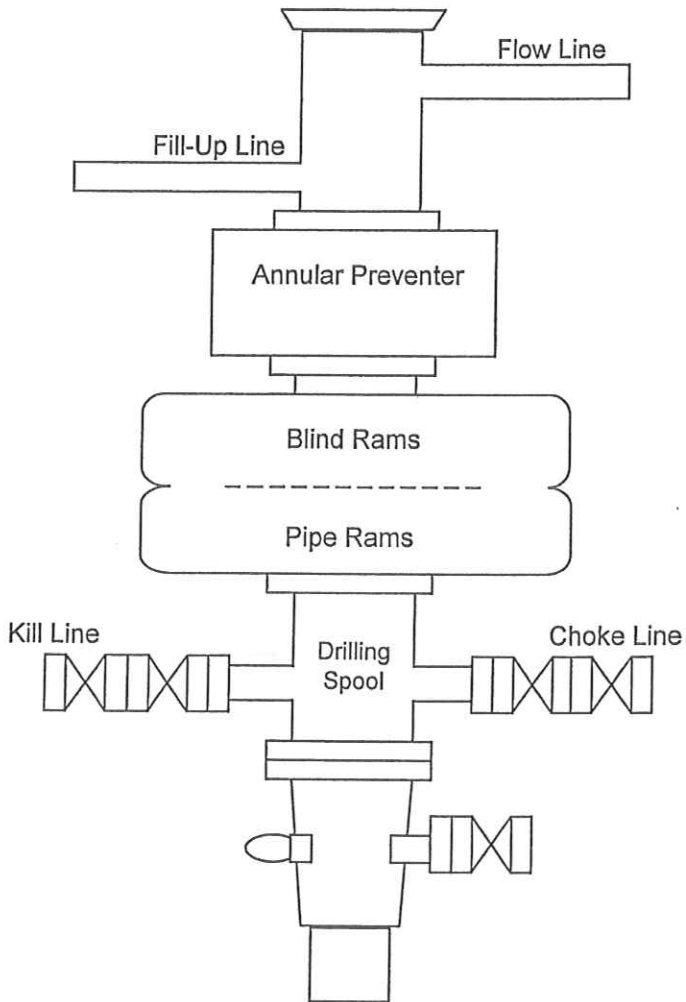 Flow Line
Fill-Up Line
Annular Preventer
Blind Rams
Pipe Rams
Kill Line
Choke Line
Drilling
Spool